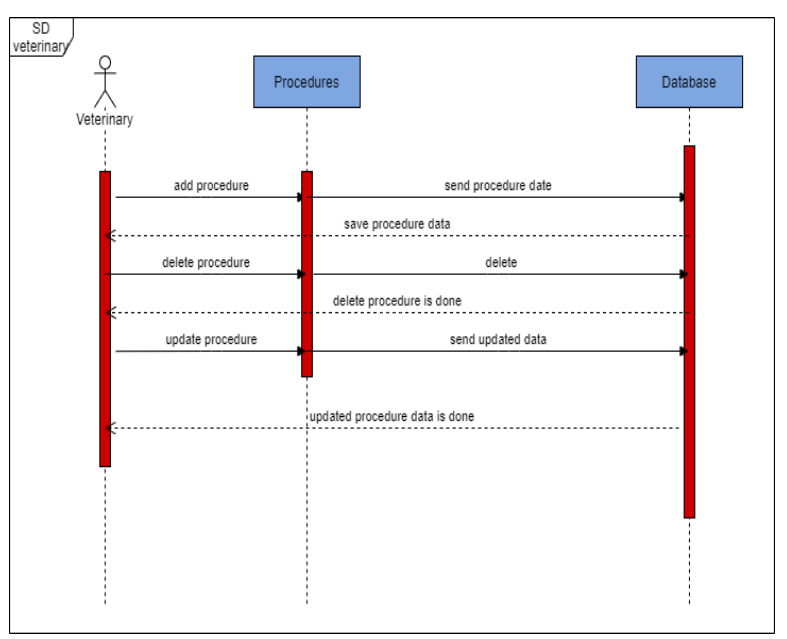 SD
veterinary
Veterinary
Procedures
Database
add procedure
send procedure date
save procedure data
delete procedure
delete
delete procedure is done
update procedure
send updated data
updated procedure data is done